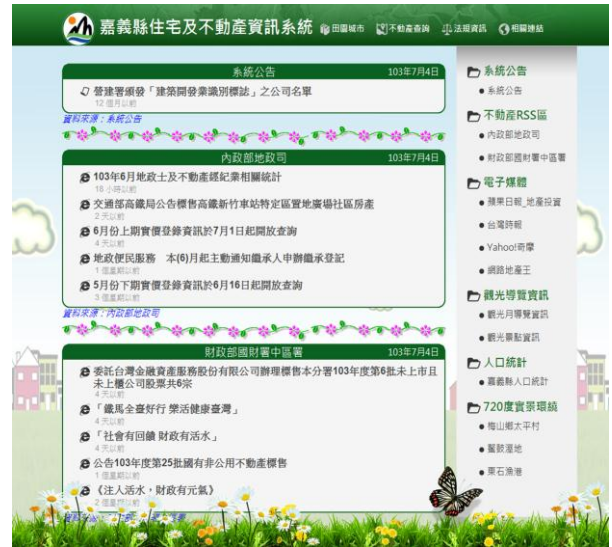 嘉義縣住宅及不動產資訊系統 田園城市 不動產查詢 法規資訊 相關連結
系統公告 103年7月4日
營建署頒發「建築開發業識別標誌」之公司名單
12 個月以前
資料來源：系統公告
內政部地政司 103年7月4日
103年6月地政士及不動產經紀業相關統計
18 小時以前
交通部高鐵局公告標售高鐵新竹車站特定區置地廣場社區房產
2 天以前
6月份上期實價登錄資訊於7月1日起開放查詢
4 天以前
地政便民服務　本(6)月起主動通知繼承人申辦繼承登記
1 個星期以前
5月份下期實價登錄資訊於6月16日起開放查詢
3 個星期以前
資料來源：內政部地政司
財政部國財署中區署 103年7月4日
委託台灣金融資產服務股份有限公司辦理標售本分署103年度第6批未上市且
未上櫃公司股票共6宗
4 天以前
「鐵馬全臺好行 樂活健康臺灣」
4 天以前
「社會有回饋 財政有活水」
4 天以前
公告103年度第25批國有非公用不動產標售
1 個星期以前
《注人活水，財政有元氣》
2 個星期以前
系統公告
系統公告
不動產RSS區
內政部地政司
財政部國財署中區署
電子媒體
蘋果日報_地產投資
台灣時報
Yahoo!奇摩
網路地產王
觀光導覽資訊
觀光月導覽資訊
觀光景點資訊
人口統計
嘉義縣人口統計
720度實景環繞
梅山鄉太平村
鰲鼓溼地
東石漁港